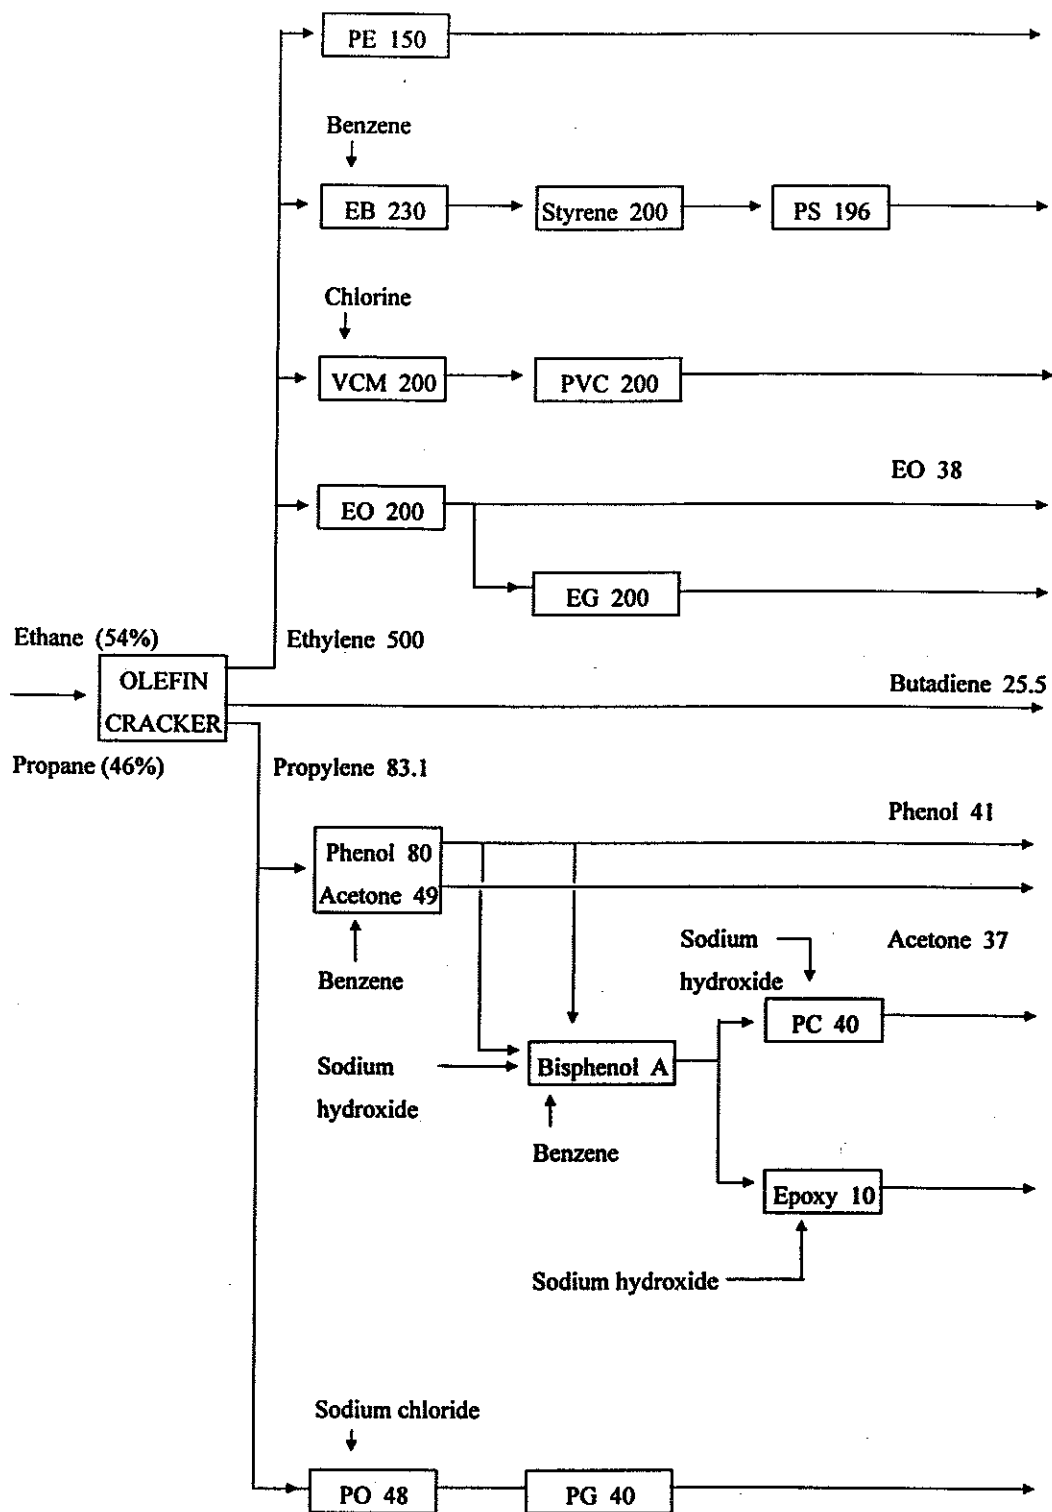 PE 150
Benzene
EB 230
Styrene 200
PS 196
Chlorine
VCM 200
PVC 200
EO 38
EO 200
EG 200
Ethane (54%)
Ethylene 500
OLEFIN
CRACKER
Butadiene 25.5
Propane (46%)
Propylene 83.1
Phenol 41
Phenol 80
Acetone 49
Sodium
hydroxide
Acetone 37
Benzene
PC 40
Sodium
hydroxide
Bisphenol A
Benzene
Epoxy 10
Sodium hydroxide
Sodium chloride
PO 48
PG 40